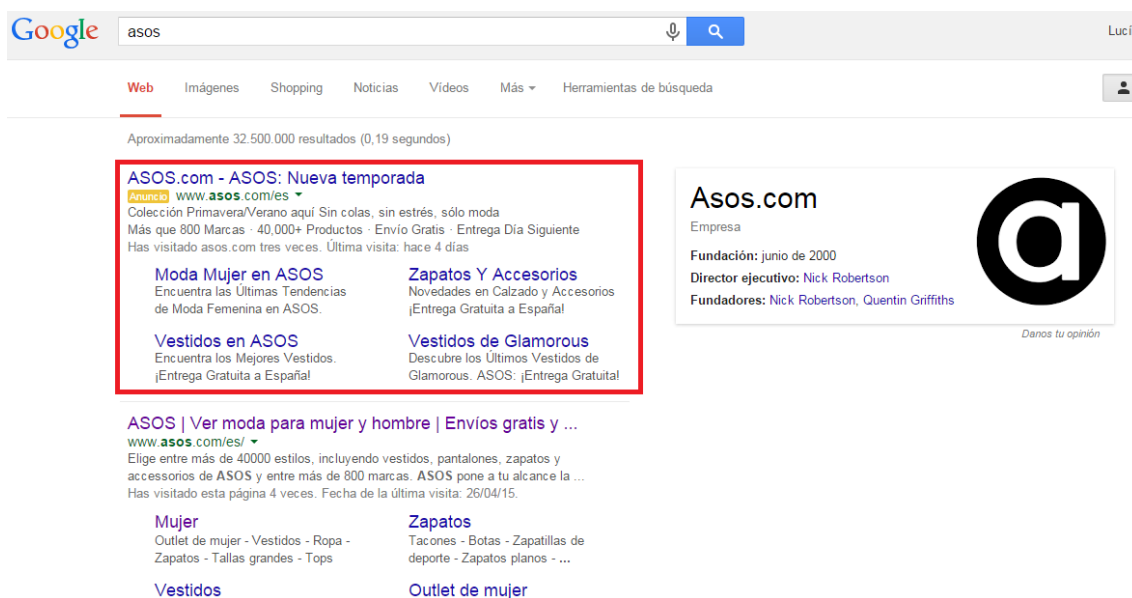 Google
asos
Lucí
Web Imágenes Shopping Noticias Vídeos Más Herramientas de búsqueda
Aproximadamente 32.500.000 resultados (0,19 segundos)
ASOS.com - ASOS: Nueva temporada
Anuncio www.asos.com/es
Colección Primavera/Verano aquí Sin colas, sin estrés, sólo moda
Más que 800 Marcas · 40,000+ Productos · Envío Gratis · Entrega Día Siguiente
Has visitado asos.com tres veces. Última visita: hace 4 días
Moda Mujer en ASOS
Encuentra las Últimas Tendencias
de Moda Femenina en ASOS.
Zapatos Y Accesorios
Novedades en Calzado y Accesorios
¡Entrega Gratuita a España!
Vestidos en ASOS
Encuentra los Mejores Vestidos.
¡Entrega Gratuita a España!
Vestidos de Glamorous
Descubre los Últimos Vestidos de
Glamorous. ASOS: ¡Entrega Gratuita!
ASOS | Ver moda para mujer y hombre | Envíos gratis y ...
www.asos.com/es/
Elige entre más de 40000 estilos, incluyendo vestidos, pantalones, zapatos y
accessorios de ASOS y entre más de 800 marcas. ASOS pone a tu alcance la ...
Has visitado esta página 4 veces. Fecha de la última visita: 26/04/15.
Mujer
Outlet de mujer - Vestidos - Ropa -
Zapatos - Tallas grandes - Tops
Zapatos
Tacones - Botas - Zapatillas de
deporte - Zapatos planos - ...
Vestidos
Outlet de mujer
Asos.com
Empresa
Fundación: junio de 2000
Director ejecutivo: Nick Robertson
Fundadores: Nick Robertson, Quentin Griffiths
a
Danos tu opinión